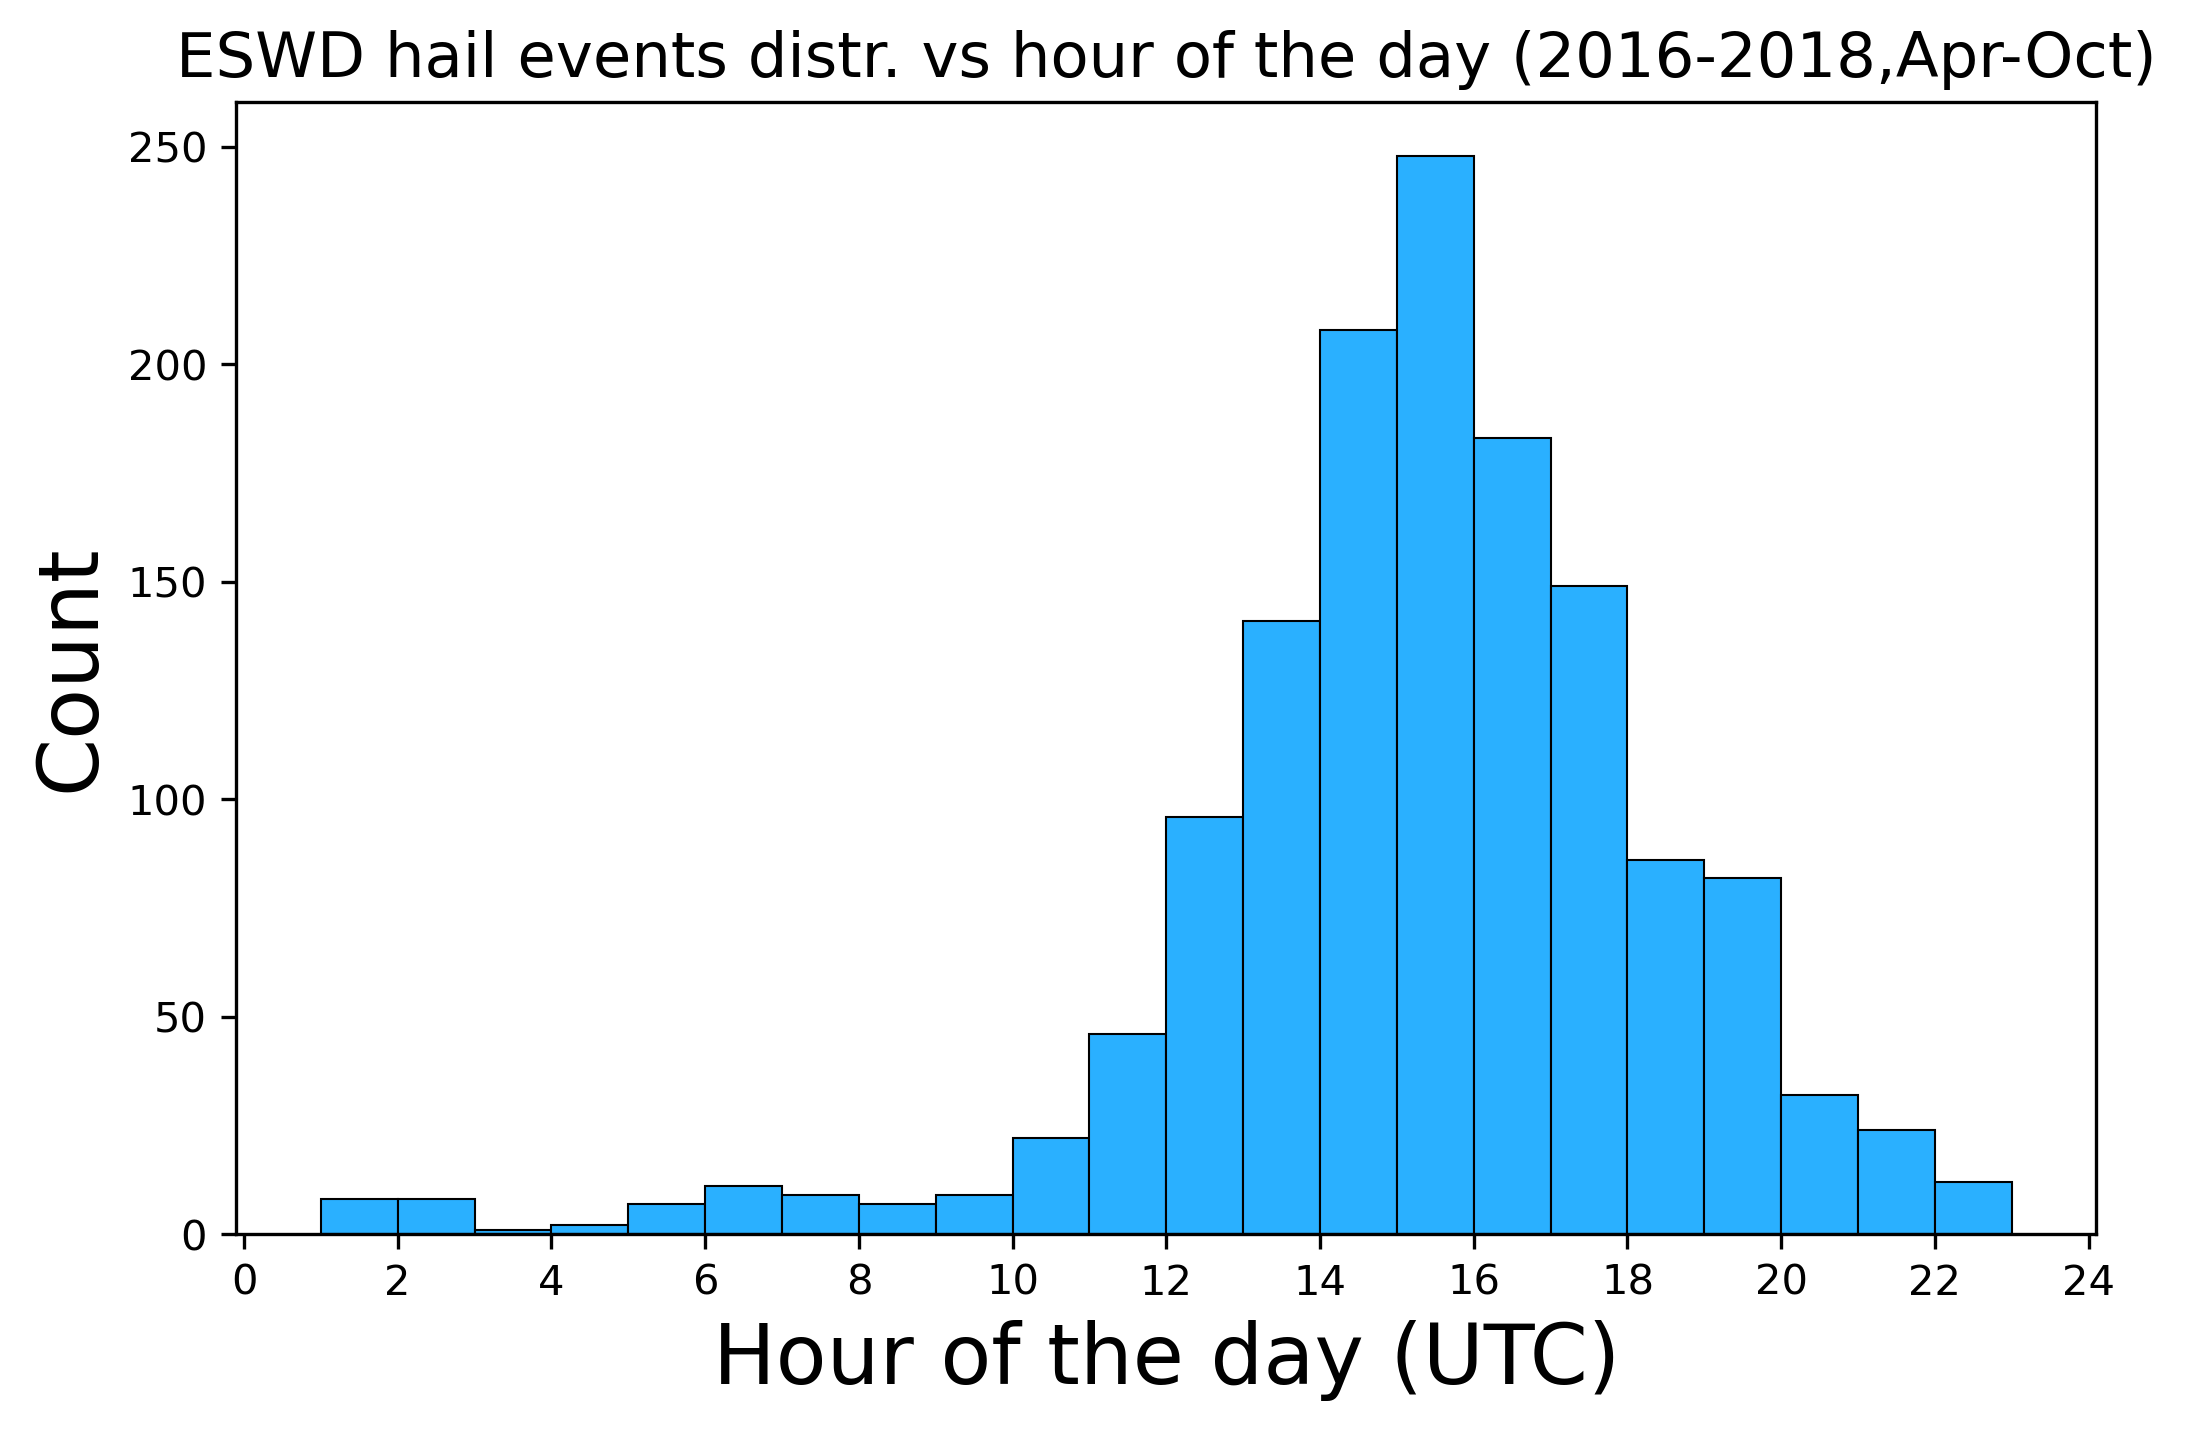 ESWD hail events distr. vs hour of the day (2016-2018,Apr-Oct)
250
200
150
100
50
0
Count
0 2 4 6 8 10 12 14 16 18 20 22 24
Hour of the day (UTC)